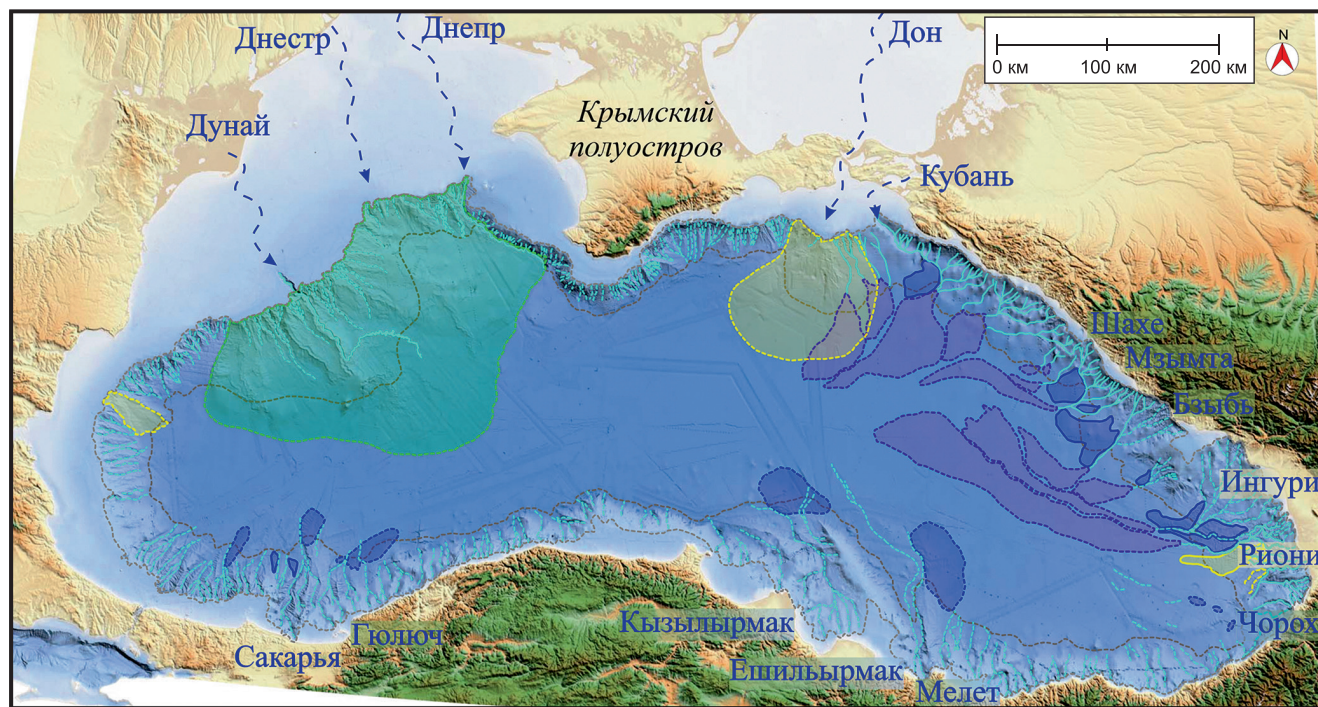 Днестр
Днепр
Дон
0 км 100 км 200 км
N
Дунай
Крымский
полуостров
Кубань
Шахе
Мзымта
Бзыбь
Ингури
Риони
Чорох
Кызылырмак
Гюлюч
Сакарья
Ешильырмак
Мелет